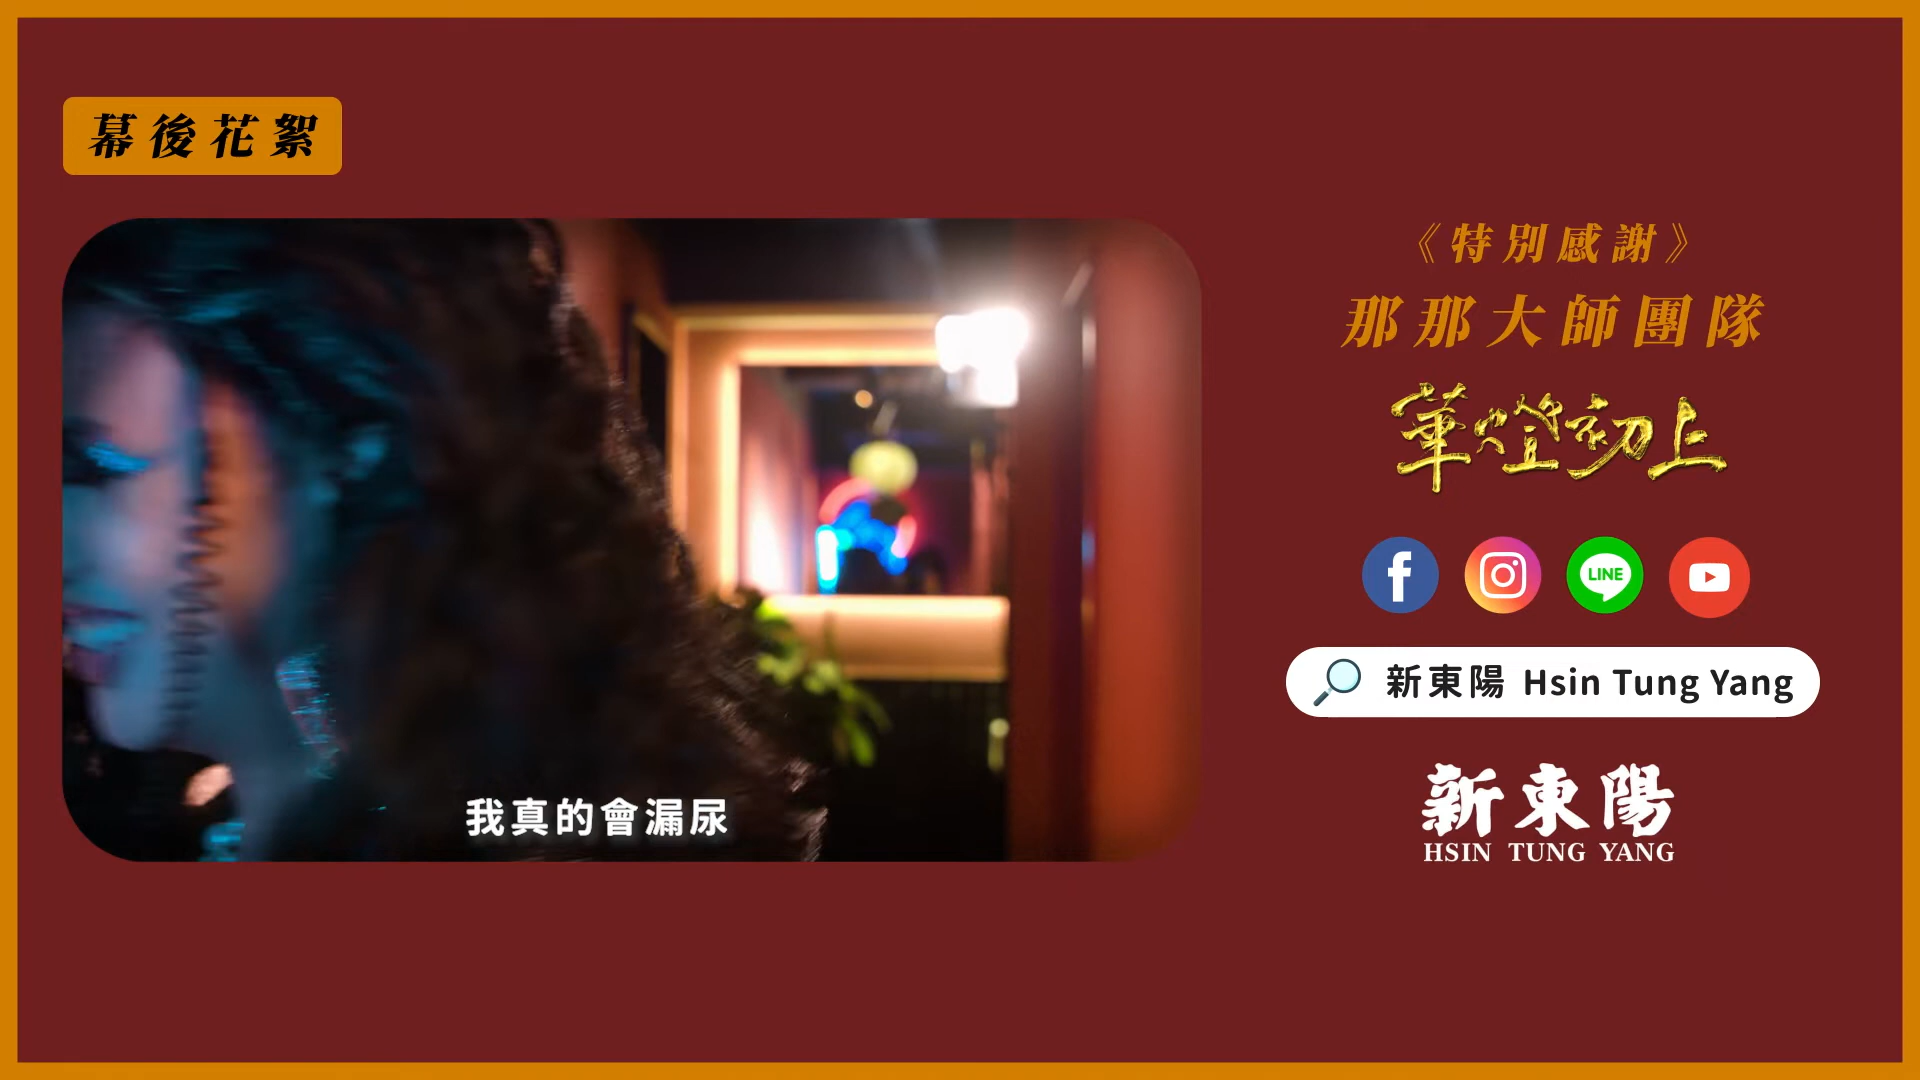 幕後花絮
《特別感謝》
那那大師團隊
華燈初上
LINE
新東陽 Hsin Tung Yang
新東陽
HSIN TUNG YANG
我真的會漏尿